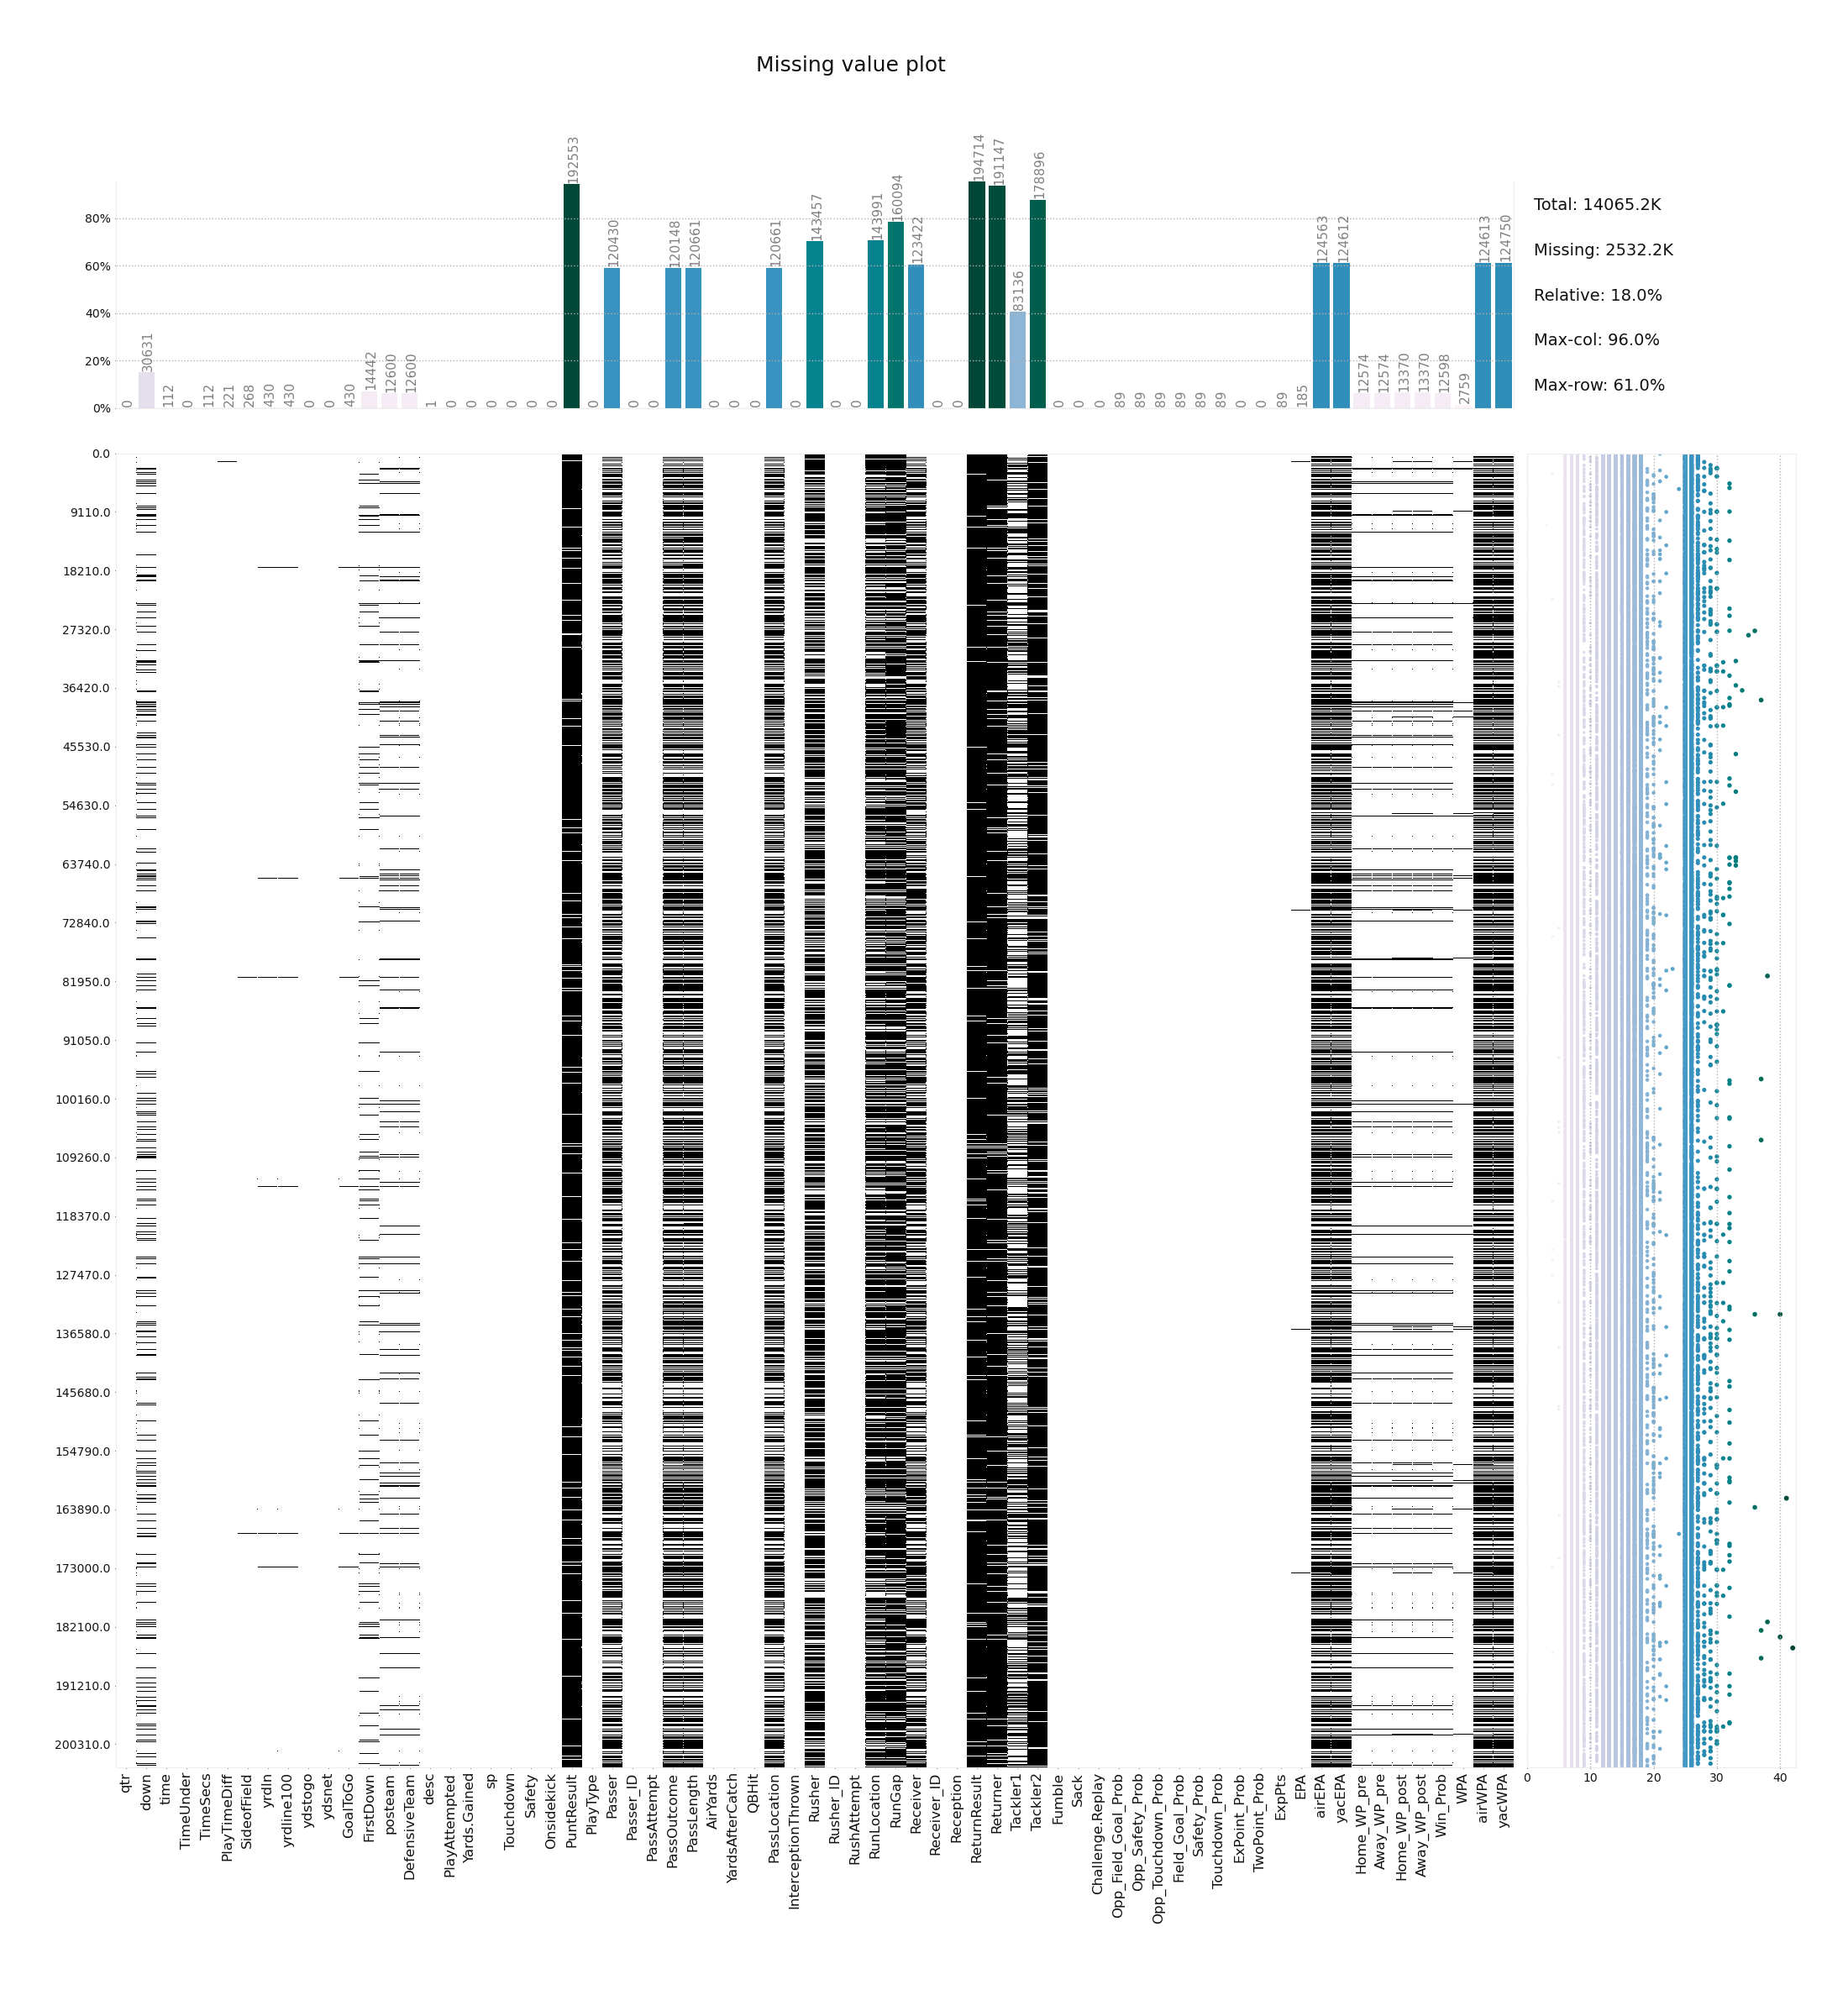 Missing value plot
0 30631 112 0 112 221 268 430 430 0 0 430 14442 12600 12600 1 0 0 0 0 0 0 192553 0 120430 0 0 120148 120661 0 0 0 120661 0 143457 0 0 143991 160094 123422 0 0 194714 191147 83136 178896 0 0 0 89 89 89 89 89 89 0 0 89 185 124563 124612 12574 12574 13370 13370 12598 2759 124613 124750
80%
60%
40%
20%
0%
Total: 14065.2K
Missing: 2532.2K
Relative: 18.0%
Max-col: 96.0%
Max-row: 61.0%
0.0
9110.0
18210.0
27320.0
36420.0
45530.0
54630.0
63740.0
72840.0
81950.0
91050.0
100160.0
109260.0
118370.0
127470.0
136580.0
145680.0
154790.0
163890.0
173000.0
182100.0
191210.0
200310.0
qtr
down
time
TimeUnder
TimeSecs
PlayTimeDiff
SideofField
yrdln
yrdline100
ydstogo
ydsnet
GoalToGo
FirstDown
posteam
DefensiveTeam
desc
PlayAttempted
Yards.Gained
sp
Touchdown
Safety
Onsidekick
PuntResult
PlayType
Passer
Passer_ID
PassAttempt
PassOutcome
PassLength
AirYards
YardsAfterCatch
QBHit
PassLocation
InterceptionThrown
Rusher
Rusher_ID
RushAttempt
RunLocation
RunGap
Receiver
Receiver_ID
Reception
ReturnResult
Returner
Tackler1
Tackler2
Fumble
Sack
Challenge.Replay
Opp_Field_Goal_Prob
Opp_Safety_Prob
Opp_Touchdown_Prob
Field_Goal_Prob
Safety_Prob
Touchdown_Prob
ExPoint_Prob
TwoPoint_Prob
ExpPts
EPA
airEPA
yacEPA
Home_WP_pre
Away_WP_pre
Home_WP_post
Away_WP_post
Win_Prob
WPA
airWPA
yacWPA
0 10 20 30 40